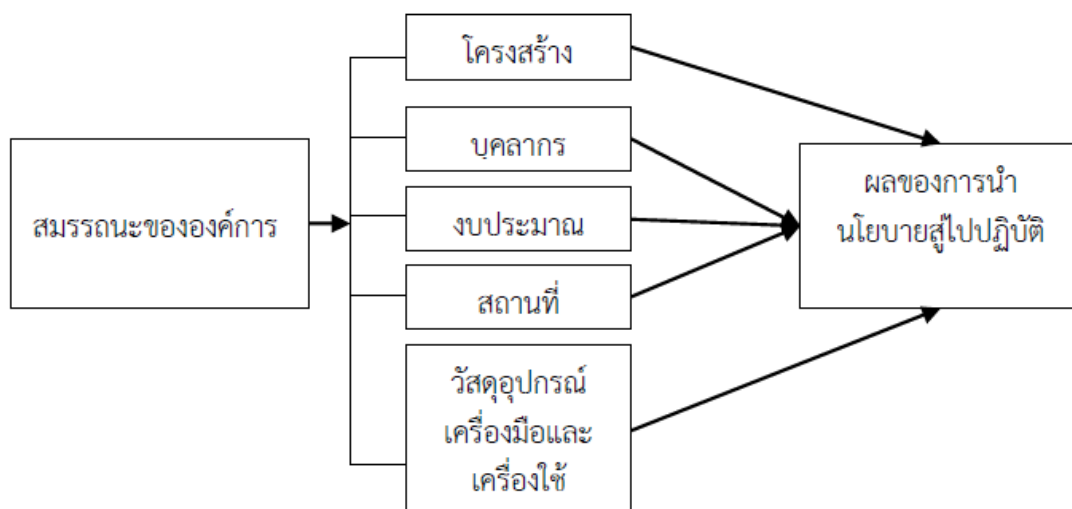 โครงสร้าง
บุคลากร
สมรรถนะขององค์การ
งบประมาณ
สถานที่
วัสดุอุปกรณ์
เครื่องมือและ
เครื่องใช้
ผลของการนำ
นโยบายสู่ไปปฏิบัติ